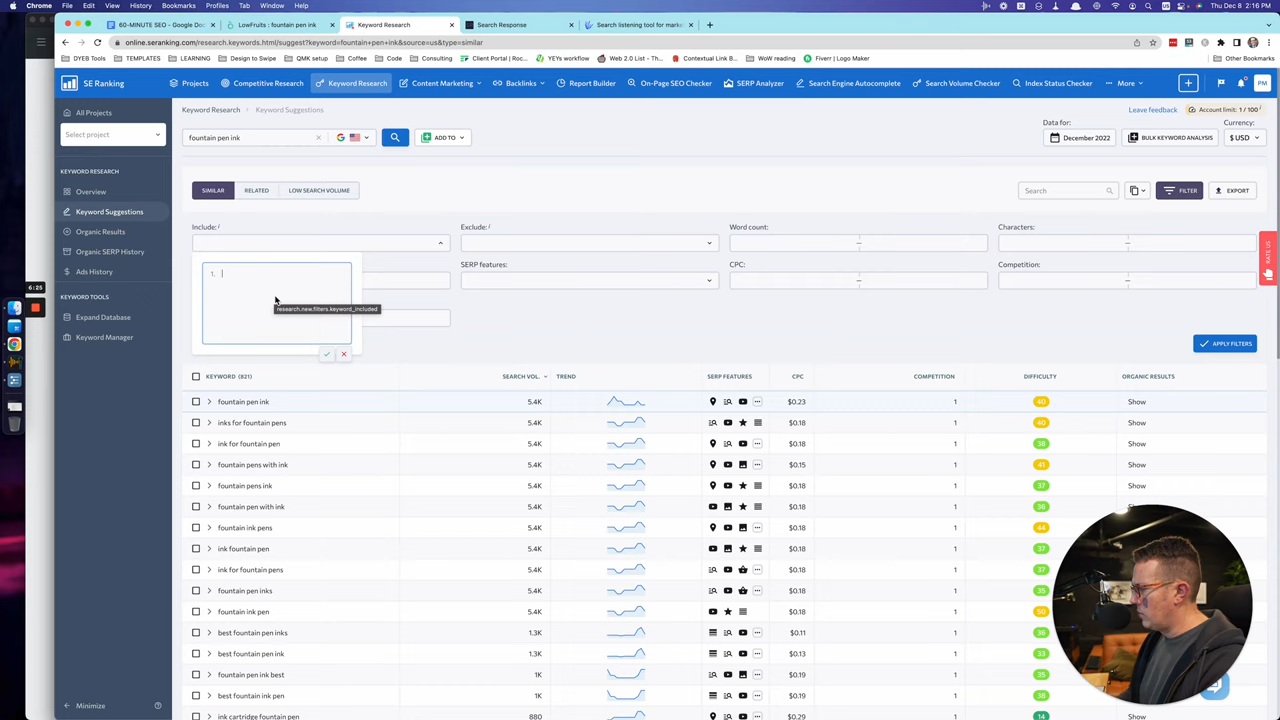 Chrome File Edit View History Bookmarks Profiles Tab Window Help
Thu Dec 8 2:16 PM
60-MINUTE SEO - Google Doc
LowFruits : fountain pen ink
Keyword Research
Search Response
Search listening tool for mark
online.seranking.com/research.keywords.html/suggest?keyword=fountain+pen+ink&source=us&type=similar
DYEB Tools
TEMPLATES
LEARNING
Design to Swipe
QMK setup
Coffee
Code
Consulting
Client Portal | Roc...
YEYs workflow
Web 2.0 List - Th...
Contextual Link B...
WoW reading
Fiverr / Logo Maker
Other Bookmarks
SE Ranking
Projects
Competitive Research
Keyword Research
Content Marketing
Backlinks
Report Builder
On-Page SEO Checker
SERP Analyzer
Search Engine Autocomplete
Search Volume Checker
Index Status Checker
More
PM
All Projects
Select project
KEYWORD RESEARCH
Overview
Keyword Suggestions
Organic Results
Organic SERP History
Ads History
KEYWORD TOOLS
Expand Database
Keyword Manager
6:25
Minimize
Keyword Research
Keyword Suggestions
Leave feedback
Account limit: 1 / 100
fountain pen ink
ADD TO
Data for:
December 2022
BULK KEYWORD ANALYSIS
Currency:
$ USD
SIMILAR
RELATED
LOW SEARCH VOLUME
Search
FILTER
EXPORT
Include:
Exclude:
Word count:
Characters:
SERP features:
CPC:
Competition:
1.
research.new.filters.keyword_included
APPLY FILTERS
RATE US
KEYWORD (821) SEARCH VOL. TREND SERP FEATURES CPC COMPETITION DIFFICULTY ORGANIC RESULTS
fountain pen ink 5.4K $0.23 1 40 Show
inks for fountain pens 5.4K $0.18 1 40 Show
ink for fountain pen 5.4K $0.18 1 38 Show
fountain pens with ink 5.4K $0.15 1 41 Show
fountain pens ink 5.4K $0.18 1 37 Show
fountain pen with ink 5.4K $0.18 1 36 Show
fountain ink pens 5.4K $0.18 1 44
ink fountain pen 5.4K $0.18 1 37
ink for fountain pens 5.4K $0.18 1 38
fountain pen inks 5.4K $0.18 1 35
fountain ink pen 5.4K $0.18 1 50
best fountain pen inks 1.3K $0.11 1 36
best fountain pen ink 1.3K $0.13 1 33
fountain pen ink best 1K $0.19 1 35
best fountain ink pen 1K $0.19 1 38
ink cartridge fountain pen 880 $0.29 1 14